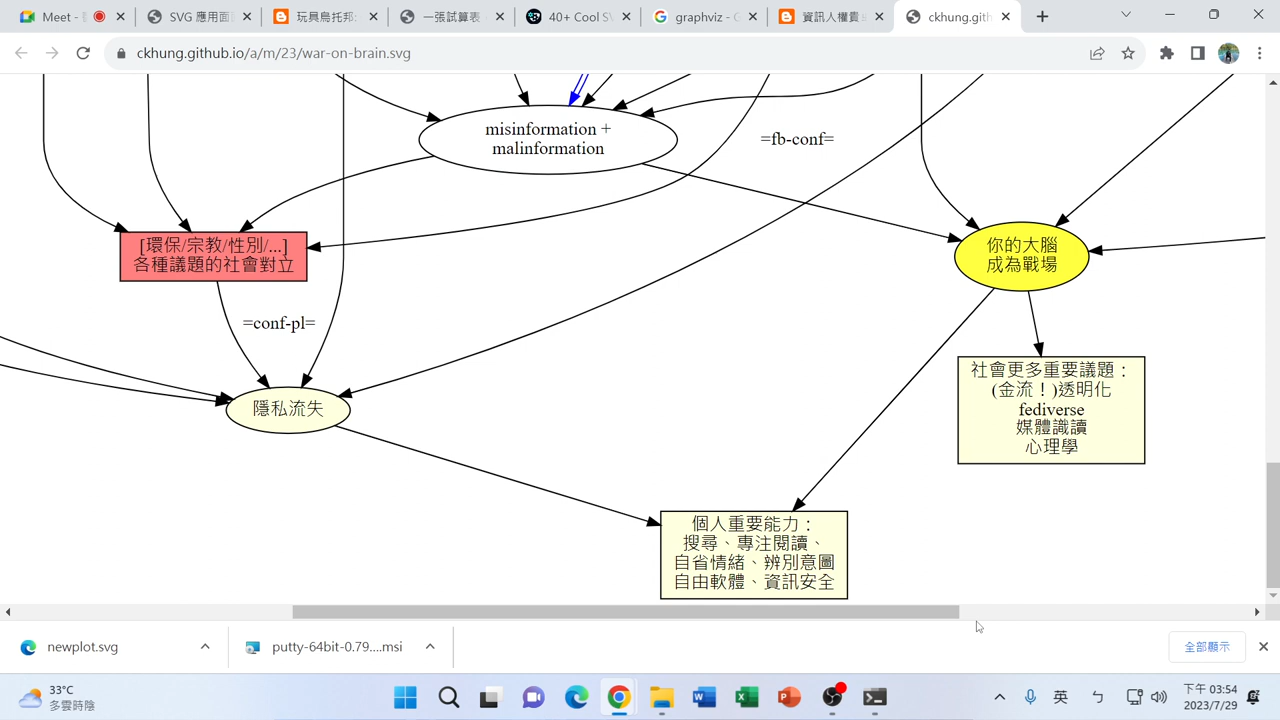 Meet -
SVG 應用面
玩具烏托邦
一張試算表
40+ Cool S
graphviz - G
資訊人權貴
ckhung.gith
ckhung.github.io/a/m/23/war-on-brain.svg
misinformation +
malinformation
=fb-conf=
[環保/宗教/性別/...]
各種議題的社會對立
你的大腦
成為戰場
=conf-pl=
社會更多重要議題：
(金流！)透明化
fediverse
媒體識讀
心理學
隱私流失
個人重要能力：
搜尋、專注閱讀、
自省情緒、辨別意圖
自由軟體、資訊安全
newplot.svg
putty-64bit-0.79....msi
全部顯示
33°C
多雲時陰
英
ㄅ
下午 03:54
2023/7/29